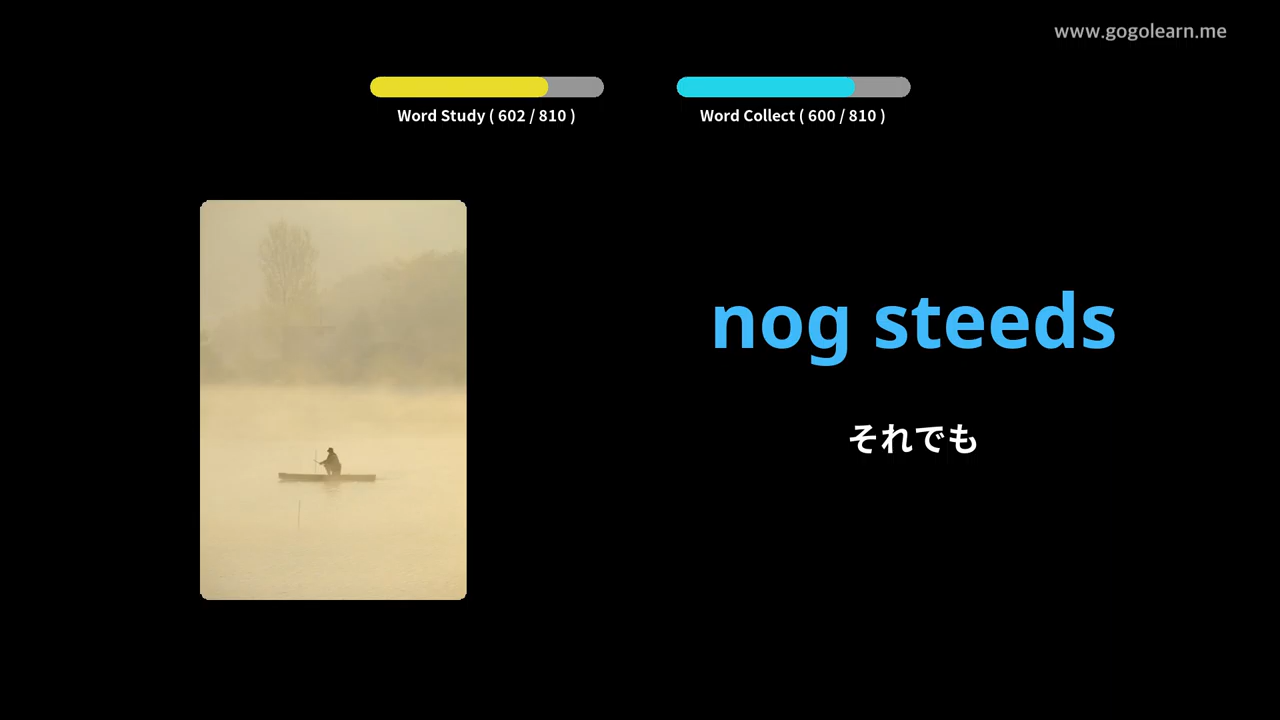 www.gogolearn.me
Word Study ( 602 / 810 )
Word Collect ( 600 / 810 )
nog steeds
それでも